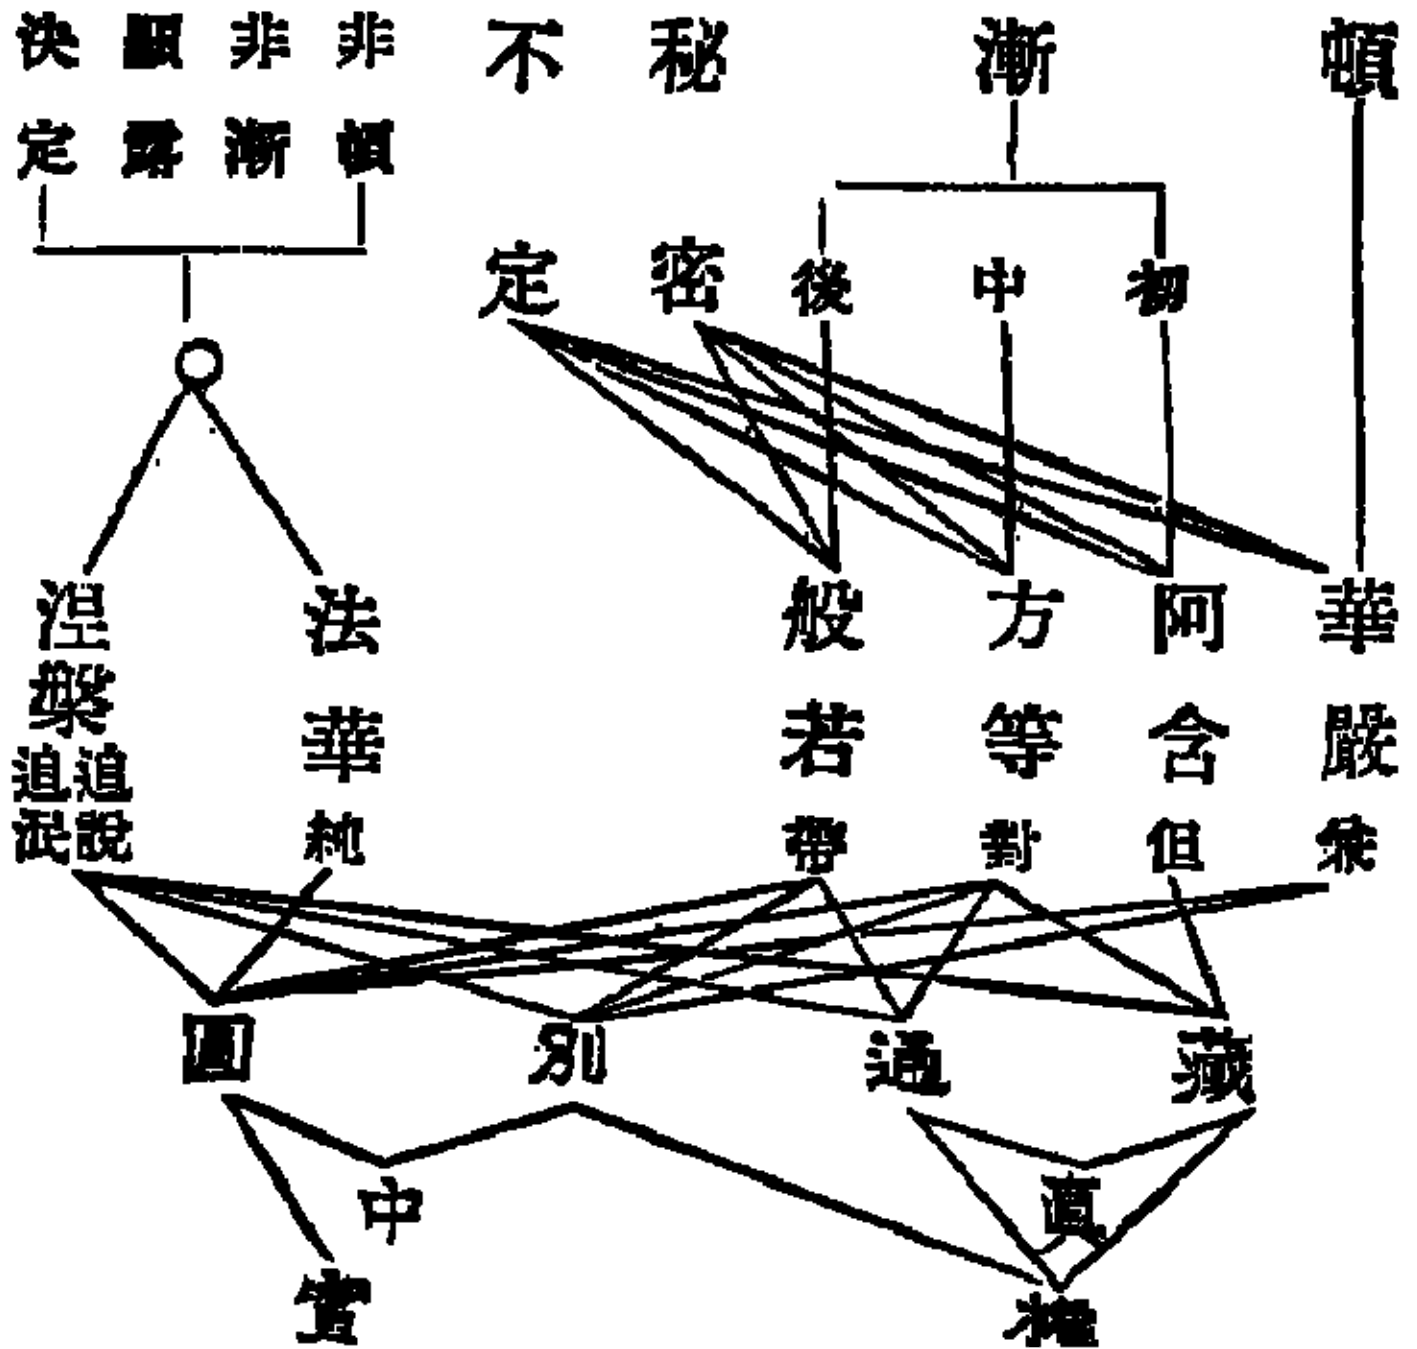 頓
漸
秘密
不定
非頓
非漸
顯露
決定
初
中
後
華嚴
兼
阿含
但
方等
對
般若
帶
法華
純
涅槃
追說
追泯
藏
通
別
圓
真
中
權
實